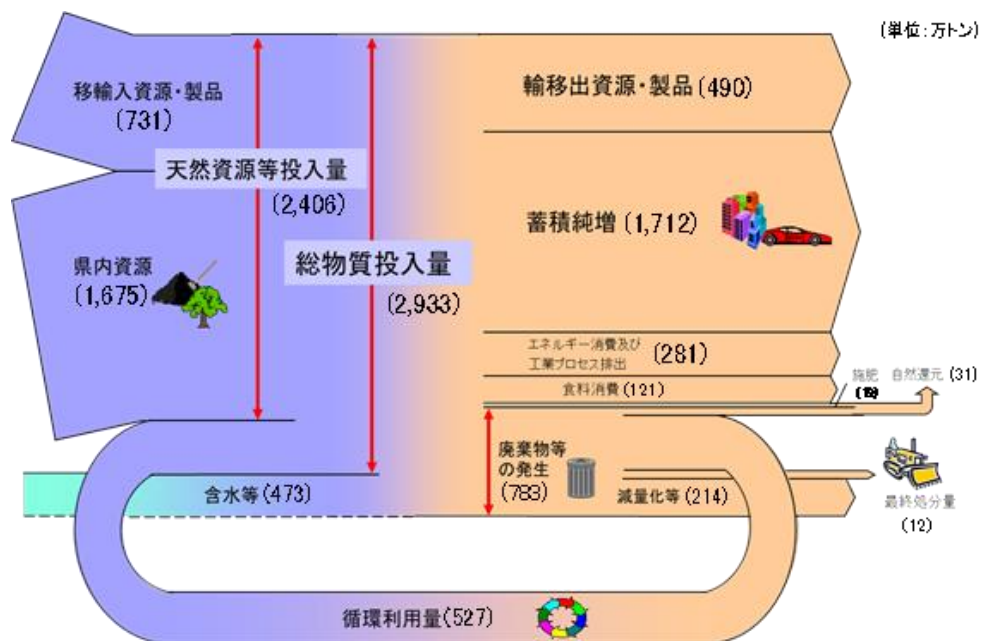 (単位:万トン)
移輸入資源・製品
(731)
輸移出資源・製品 (490)
天然資源等投入量
(2,406)
蓄積純増 (1,712)
総物質投入量
(2,933)
県内資源
(1,675)
エネルギー消費及び
工業プロセス排出
(281)
食料消費 (121)
施肥
自然還元 (31)
廃棄物等
の発生
(783)
含水等 (473)
減量化等 (214)
最終処分量
(12)
循環利用量(527)